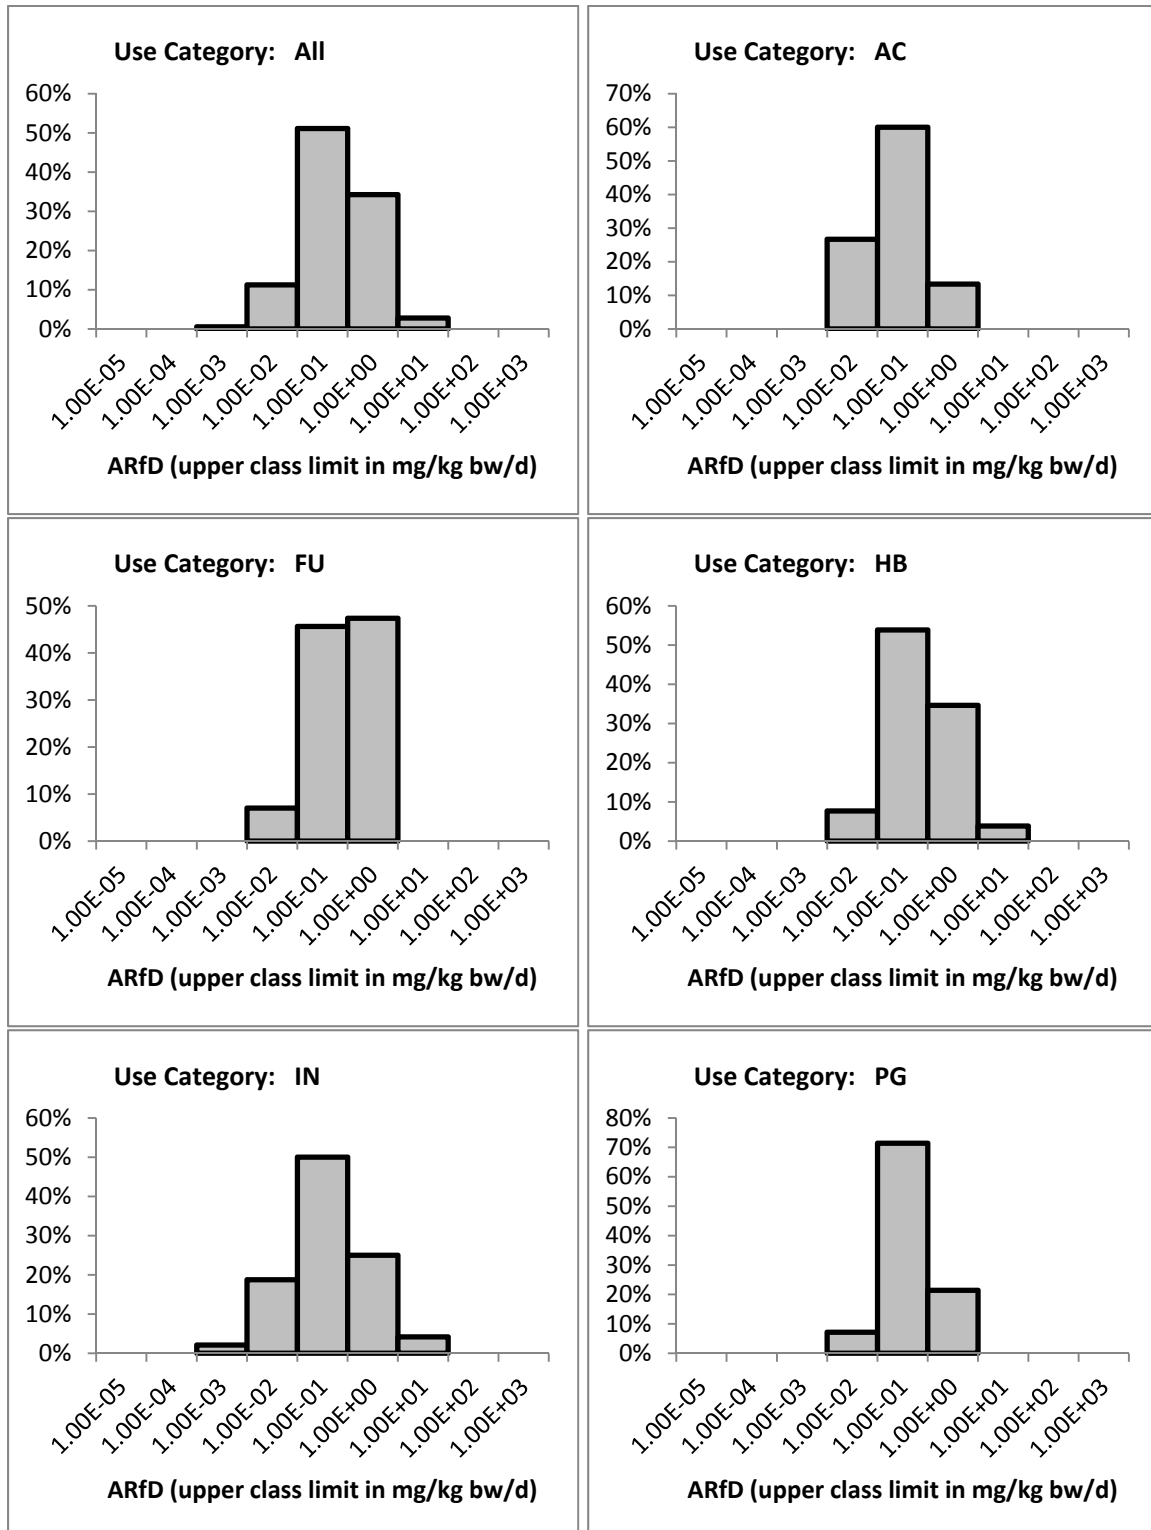 Use Category: All
60%
50%
40%
30%
20%
10%
0%
1.00E-05
1.00E-04
1.00E-03
1.00E-02
1.00E-01
1.00E+00
1.00E+01
1.00E+02
1.00E+03
ARfD (upper class limit in mg/kg bw/d)
Use Category: AC
70%
60%
50%
40%
30%
20%
10%
0%
1.00E-05
1.00E-04
1.00E-03
1.00E-02
1.00E-01
1.00E+00
1.00E+01
1.00E+02
1.00E+03
ARfD (upper class limit in mg/kg bw/d)
Use Category: FU
50%
40%
30%
20%
10%
0%
1.00E-05
1.00E-04
1.00E-03
1.00E-02
1.00E-01
1.00E+00
1.00E+01
1.00E+02
1.00E+03
ARfD (upper class limit in mg/kg bw/d)
Use Category: HB
60%
50%
40%
30%
20%
10%
0%
1.00E-05
1.00E-04
1.00E-03
1.00E-02
1.00E-01
1.00E+00
1.00E+01
1.00E+02
1.00E+03
ARfD (upper class limit in mg/kg bw/d)
Use Category: IN
60%
50%
40%
30%
20%
10%
0%
1.00E-05
1.00E-04
1.00E-03
1.00E-02
1.00E-01
1.00E+00
1.00E+01
1.00E+02
1.00E+03
ARfD (upper class limit in mg/kg bw/d)
Use Category: PG
80%
70%
60%
50%
40%
30%
20%
10%
0%
1.00E-05
1.00E-04
1.00E-03
1.00E-02
1.00E-01
1.00E+00
1.00E+01
1.00E+02
1.00E+03
ARfD (upper class limit in mg/kg bw/d)